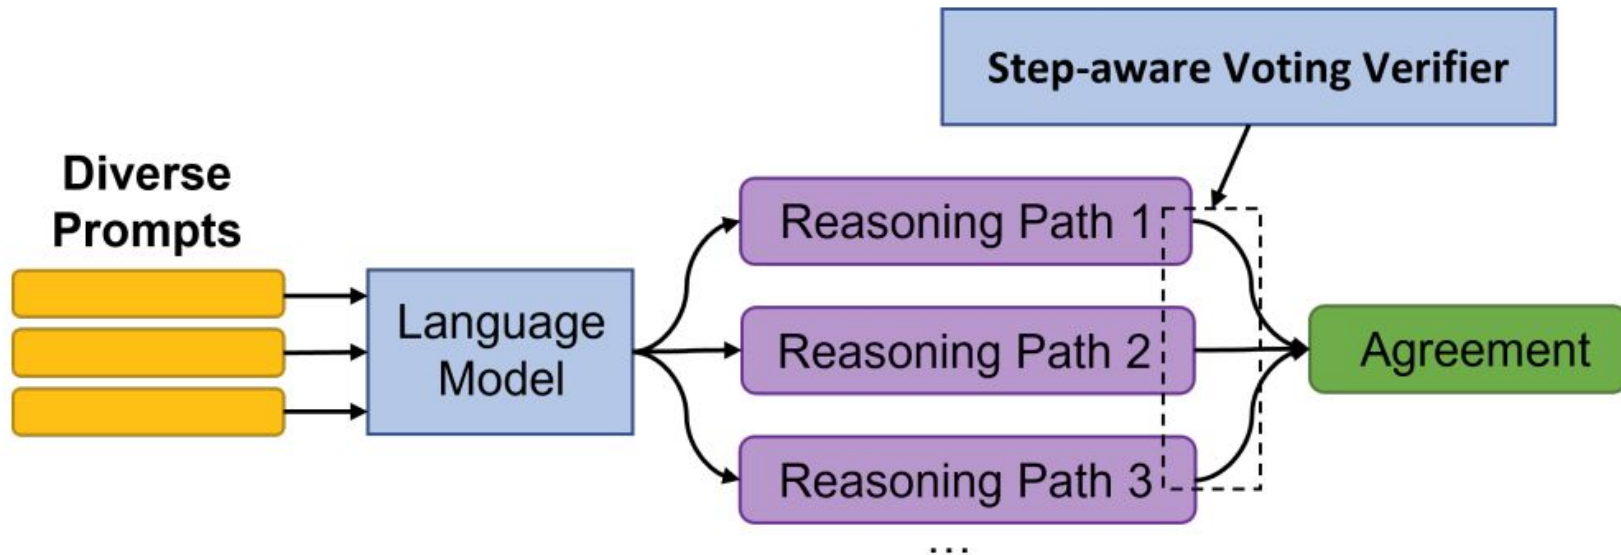 Step-aware Voting Verifier
Diverse
Prompts
Language
Model
Reasoning Path 1
Reasoning Path 2
Reasoning Path 3
...
Agreement